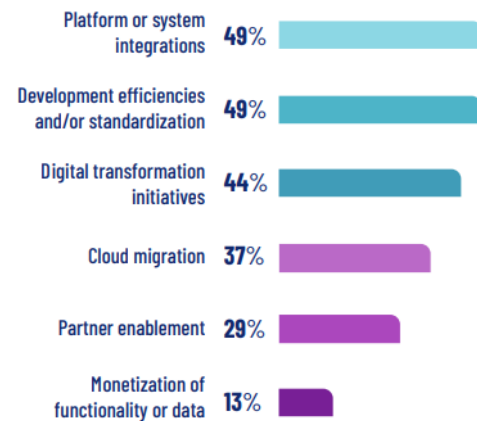 Platform or system
integrations
49%
Development efficiencies
and/or standardization
49%
Digital transformation
initiatives
44%
Cloud migration
37%
Partner enablement
29%
Monetization of
functionality or data
13%